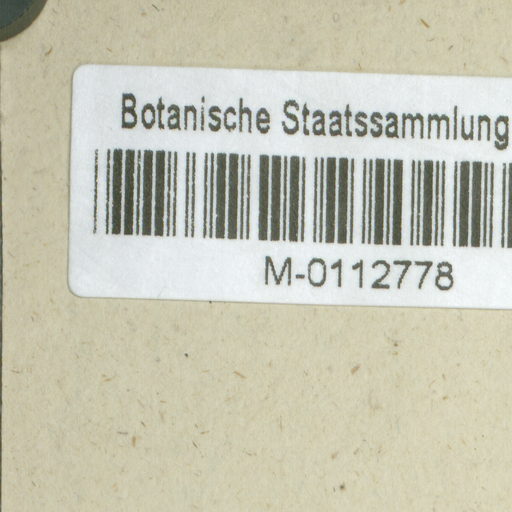 Botanische Staatssammlung
M-0112778